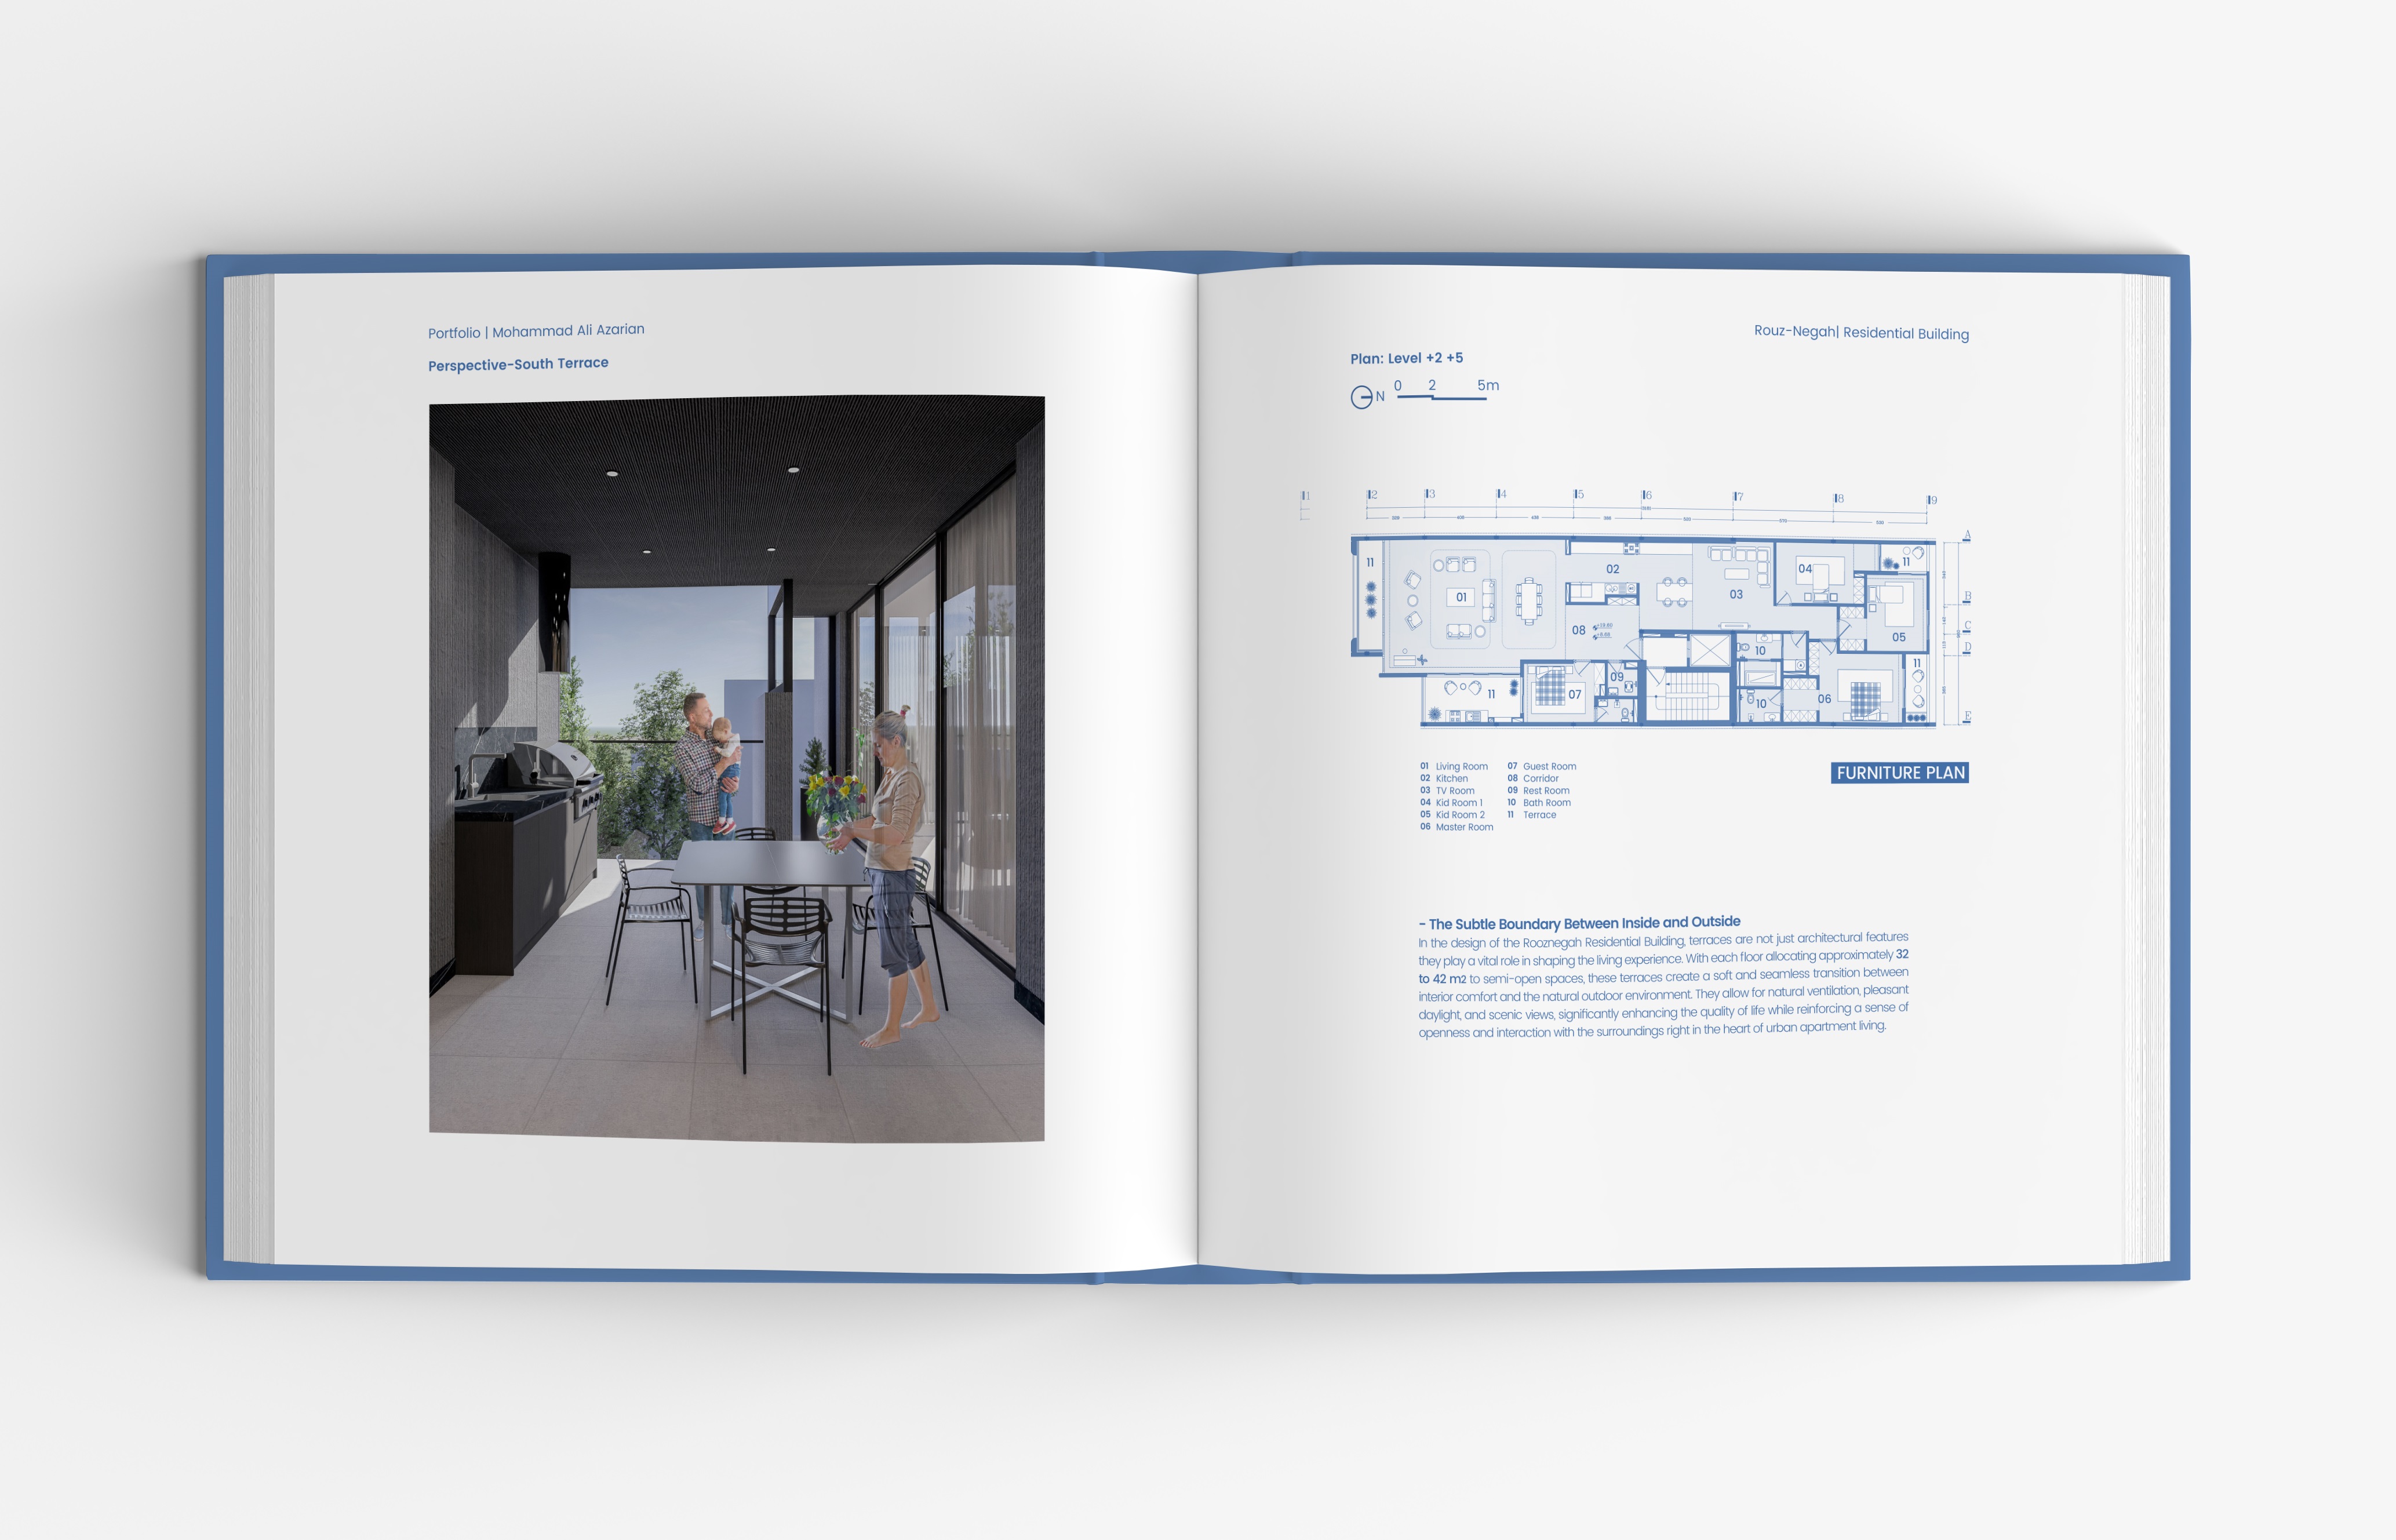 Portfolio | Mohammad Ali Azarian
Perspective-South Terrace
Rouz-Negah| Residential Building
Plan: Level +2 +5
N 0 2 5m
1 2 3 4 5 6 7 8 9
A
B
C
D
E
11 01 02 03 04 11
05
08
10
11
09
11 07 10 06
01 Living Room
02 Kitchen
03 TV Room
04 Kid Room 1
05 Kid Room 2
06 Master Room
07 Guest Room
08 Corridor
09 Rest Room
10 Bath Room
11 Terrace
FURNITURE PLAN
- The Subtle Boundary Between Inside and Outside
In the design of the Rooznegah Residential Building, terraces are not just architectural features
they play a vital role in shaping the living experience. With each floor allocating approximately 32
to 42 m2 to semi-open spaces, these terraces create a soft and seamless transition between
interior comfort and the natural outdoor environment. They allow for natural ventilation, pleasant
daylight, and scenic views, significantly enhancing the quality of life while reinforcing a sense of
openness and interaction with the surroundings right in the heart of urban apartment living.